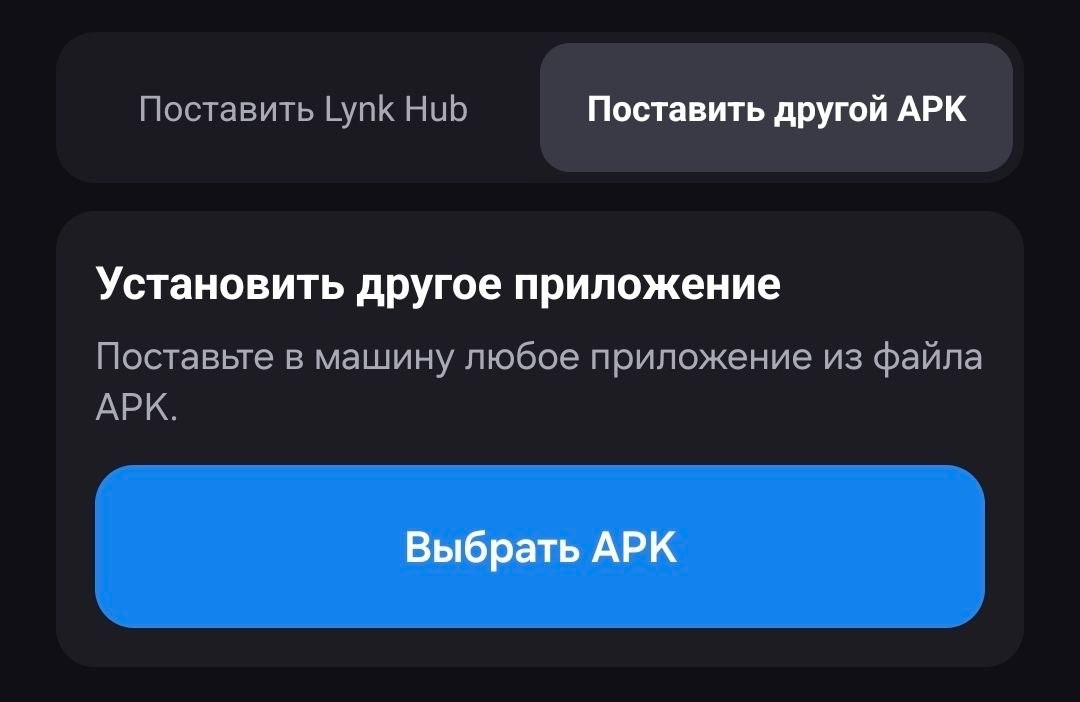 Поставить Lynk Hub
Поставить другой APK
Установить другое приложение
Поставьте в машину любое приложение из файла
APK.
Выбрать APK